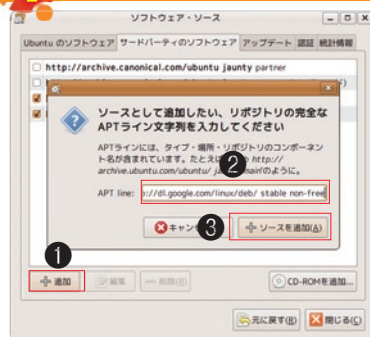 ソフトウェア・ソース
Ubuntu のソフトウェア サードパーティのソフトウェア アップデート 認証 統計情報
http://archive.canonical.com/ubuntu jaunty partner
ソースとして追加したい、リポジトリの完全な
APTライン文字列を入力してください
APTラインには、タイプ・場所・リポジトリのコンポーネン
ト名が含まれています。たとえば http://
archive.ubuntu.com/ubuntu/ main のように。
2
APT line: ://dl.google.com/linux/deb/ stable non-free
3
キャン ソースを追加(A)
1
追加 編集 削除(R) CD-ROMを追加...
元に戻す(R) 閉じる(C)